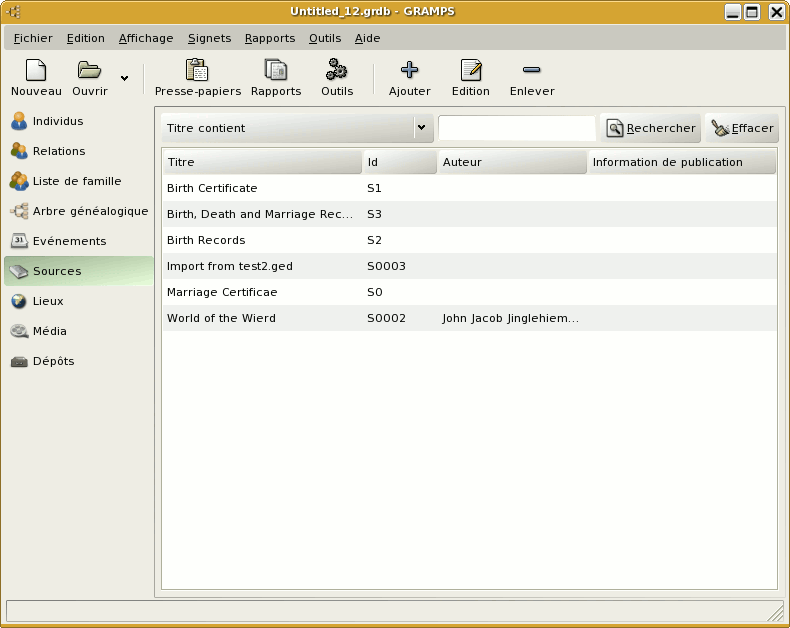 Untitled_12.grdb - GRAMPS
Fichier Edition Affichage Signets Rapports Outils Aide
Nouveau Ouvrir Presse-papiers Rapports Outils Ajouter Edition Enlever
Individus
Relations
Liste de famille
Arbre généalogique
Evénements
Sources
Lieux
Média
Dépôts
Titre contient Rechercher Effacer
Titre Id Auteur Information de publication
Birth Certificate S1
Birth, Death and Marriage Rec... S3
Birth Records S2
Import from test2.ged S0003
Marriage Certificae S0
World of the Wierd S0002 John Jacob Jinglehiem...